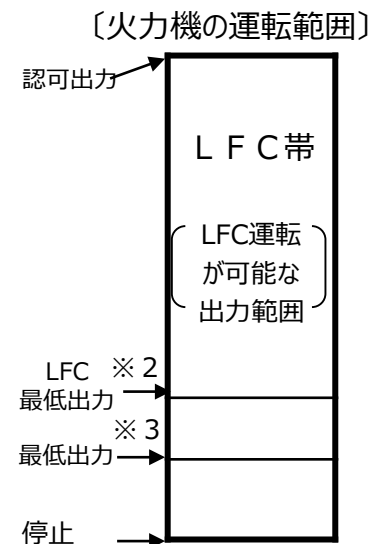 〔火力機の運転範囲〕
認可出力
ＬＦＣ帯
LFC運転
が可能な
出力範囲
LFC ※２
最低出力
※３
最低出力
停止